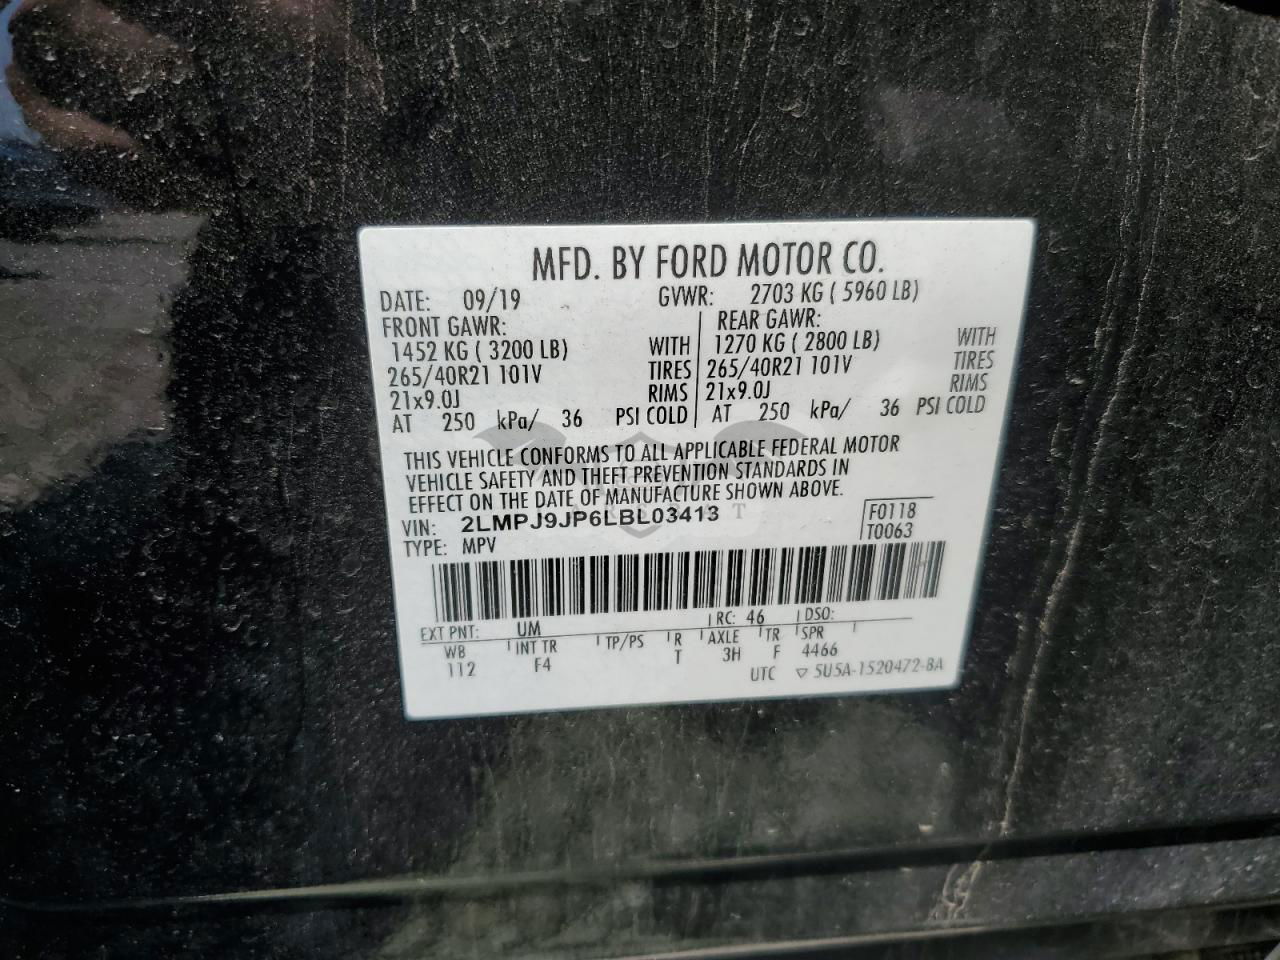 MFD. BY FORD MOTOR CO.
DATE: 09/19 GVWR: 2703 KG ( 5960 LB)
FRONT GAWR: REAR GAWR:
1452 KG ( 3200 LB) WITH 1270 KG ( 2800 LB) WITH
265/40R21 101V TIRES 265/40R21 101V TIRES
21x9.0J RIMS 21x9.0J RIMS
AT 250 kPa/ 36 PSI COLD AT 250 kPa/ 36 PSI COLD
THIS VEHICLE CONFORMS TO ALL APPLICABLE FEDERAL MOTOR
VEHICLE SAFETY AND THEFT PREVENTION STANDARDS IN
EFFECT ON THE DATE OF MANUFACTURE SHOWN ABOVE.
VIN: 2LMPJ9JP6LBL03413 F0118
TYPE: MPV T0063
EXT PNT: UM RC: 46 DSO:
WB INT TR TP/PS R AXLE TR SPR
112 F4 T 3H F 4466
UTC ▽ 5U5A-1520472-BA